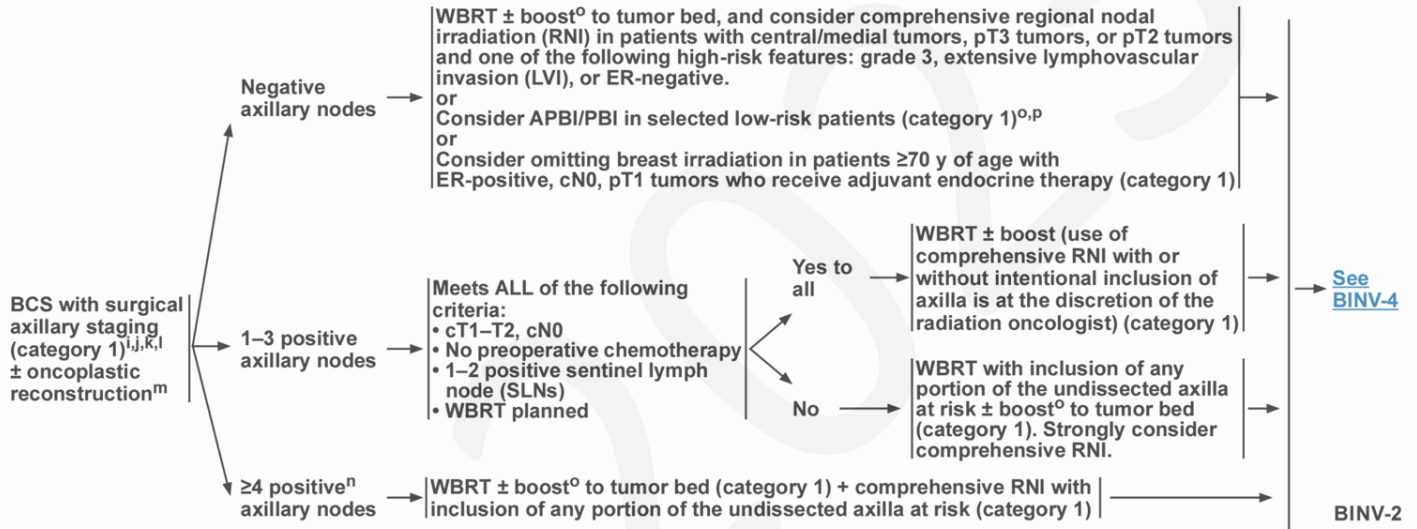 WBRT ± boostᵒ to tumor bed, and consider comprehensive regional nodal
irradiation (RNI) in patients with central/medial tumors, pT3 tumors, or pT2 tumors
and one of the following high-risk features: grade 3, extensive lymphovascular
invasion (LVI), or ER-negative.
or
Consider APBI/PBI in selected low-risk patients (category 1)ᵒ,ᵖ
or
Consider omitting breast irradiation in patients ≥70 y of age with
ER-positive, cN0, pT1 tumors who receive adjuvant endocrine therapy (category 1)
Negative
axillary nodes
BCS with surgical
axillary staging
(category 1)ⁱ,ʲ,ᵏ,ˡ
± oncoplastic
reconstructionᵐ
1–3 positive
axillary nodes
Meets ALL of the following
criteria:
• cT1–T2, cN0
• No preoperative chemotherapy
• 1–2 positive sentinel lymph
node (SLNs)
• WBRT planned
Yes to
all
WBRT ± boost (use of
comprehensive RNI with or
without intentional inclusion of
axilla is at the discretion of the
radiation oncologist) (category 1)
No
WBRT with inclusion of any
portion of the undissected axilla
at risk ± boostᵒ to tumor bed
(category 1). Strongly consider
comprehensive RNI.
See
BINV-4
≥4 positiveⁿ
axillary nodes
WBRT ± boostᵒ to tumor bed (category 1) + comprehensive RNI with
inclusion of any portion of the undissected axilla at risk (category 1)
BINV-2